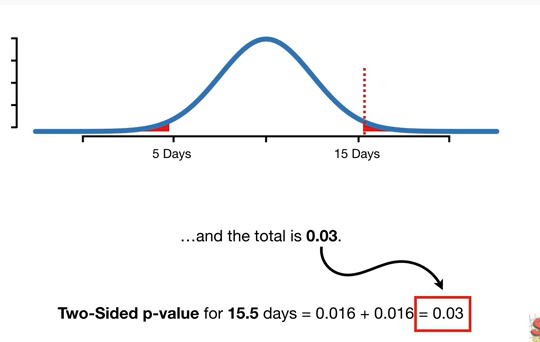 5 Days
15 Days
…and the total is 0.03.
Two-Sided p-value for 15.5 days = 0.016 + 0.016 = 0.03